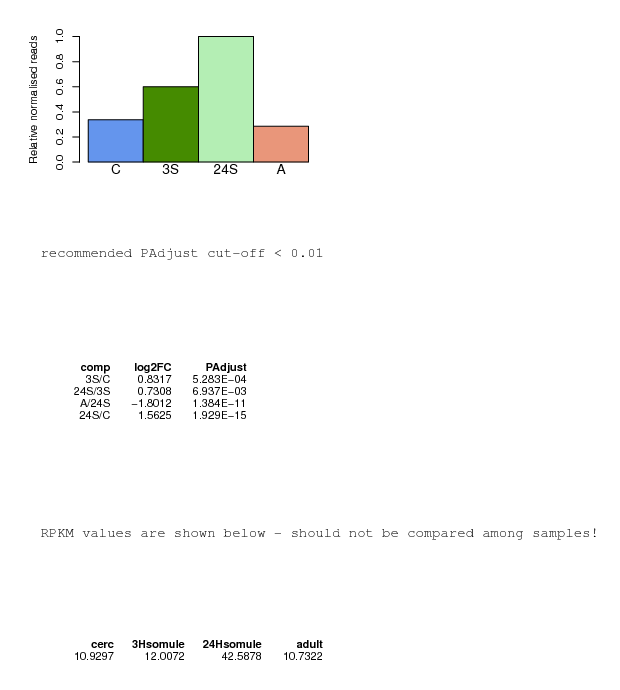 Relative normalised reads
1.0
0.8
0.6
0.4
0.2
0.0
C 3S 24S A
recommended PAdjust cut-off < 0.01
comp log2FC PAdjust
3S/C 0.8317 5.283E−04
24S/3S 0.7308 6.937E−03
A/24S −1.8012 1.384E−11
24S/C 1.5625 1.929E−15
RPKM values are shown below - should not be compared among samples!
cerc 3Hsomule 24Hsomule adult
10.9297 12.0072 42.5878 10.7322